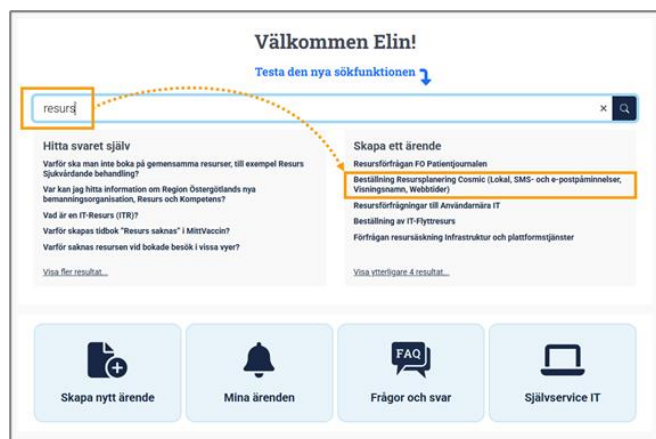 Välkommen Elin!
Testa den nya sökfunktionen
resurs
Hitta svaret själv
Varför ska man inte boka på gemensamma resurser, till exempel Resurs
Sjukvårdande behandling?
Var kan jag hitta information om Region Östergötlands nya
bemanningsorganisation, Resurs och Kompetens?
Vad är en IT-Resurs (ITR)?
Varför skapas tidbok "Resurs saknas" i MittVaccin?
Varför saknas resursen vid bokade besök i vissa vyer?
Visa fler resultat...
Skapa ett ärende
Resursförfrågan FO Patientjournalen
Beställning Resursplanering Cosmic (Lokal, SMS- och e-postpåminnelser,
Visningsnamn, Webbtider)
Resursförfrågningar till Användarnära IT
Beställning av IT-Flyttresurs
Förfrågan resursäskning Infrastruktur och plattformstjänster
Visa ytterligare 4 resultat...
Skapa nytt ärende
Mina ärenden
FAQ
Frågor och svar
Självservice IT